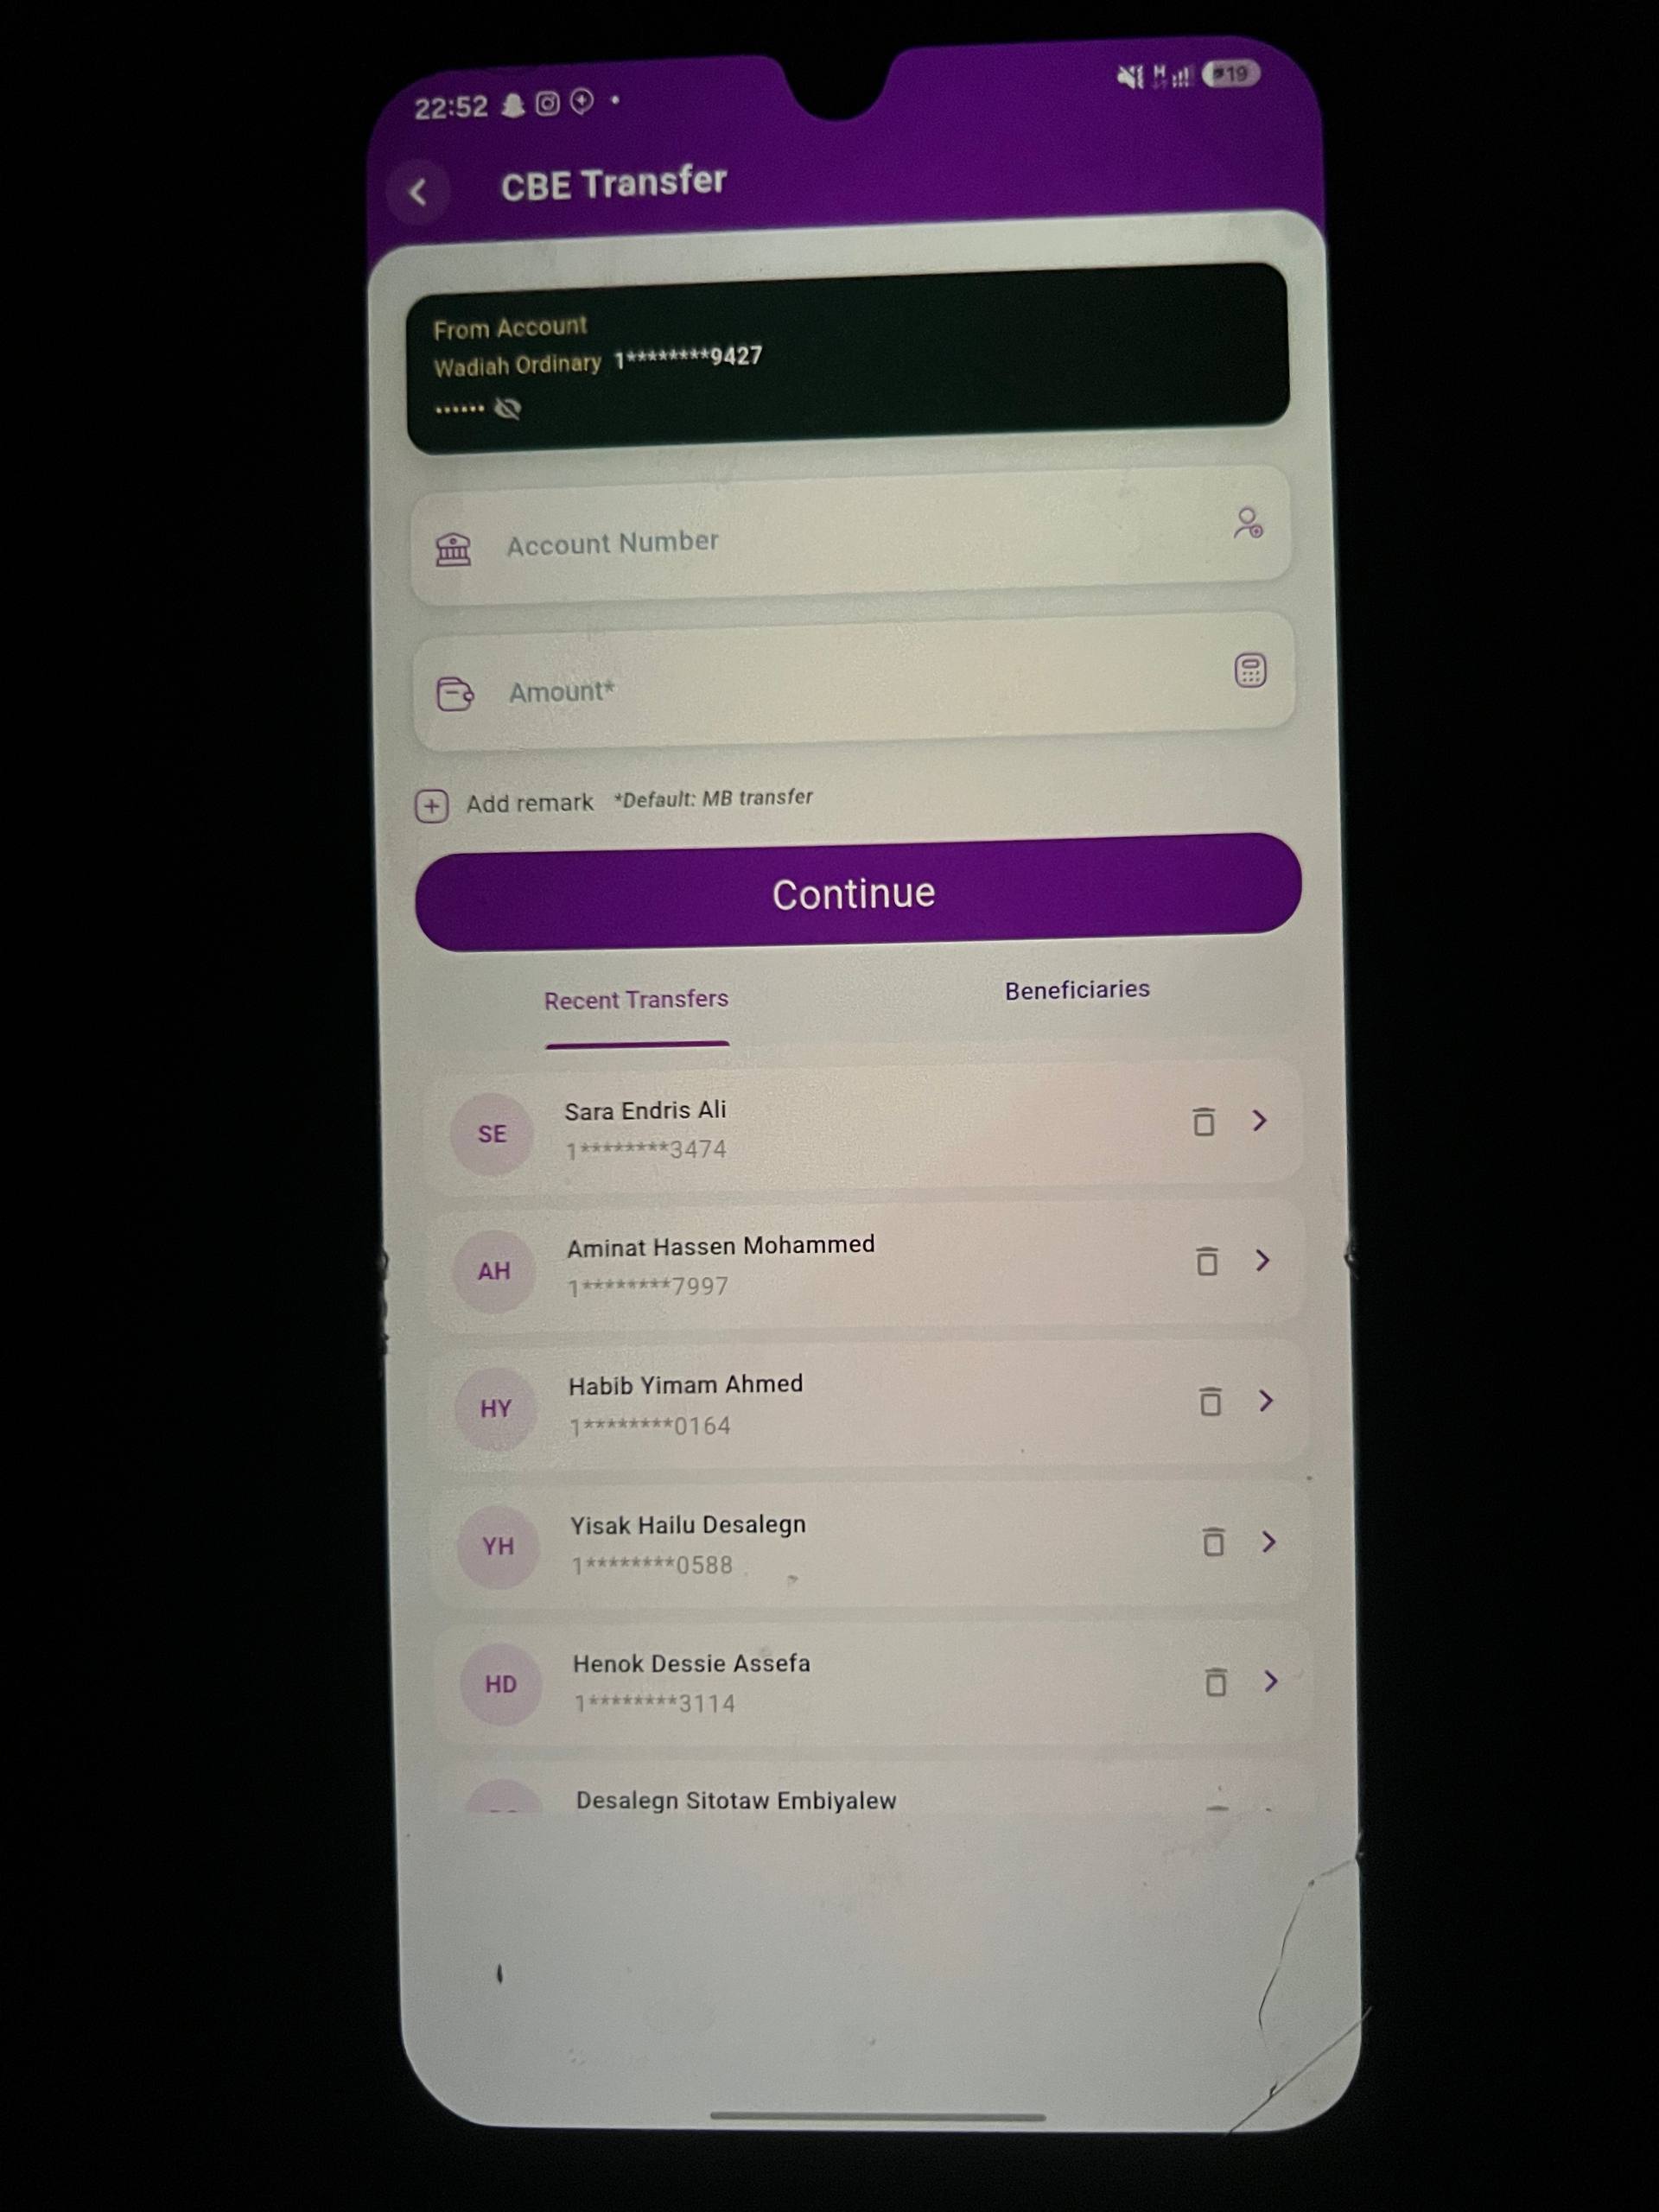 22:52
H 19
CBE Transfer
From Account
Wadiah Ordinary 1********9427
••••••
Account Number
Amount*
Add remark *Default: MB transfer
Continue
Recent Transfers Beneficiaries
SE Sara Endris Ali
1********3474
AH Aminat Hassen Mohammed
1********7997
HY Habib Yimam Ahmed
1********0164
YH Yisak Hailu Desalegn
1********0588
HD Henok Dessie Assefa
1********3114
Desalegn Sitotaw Embiyalew